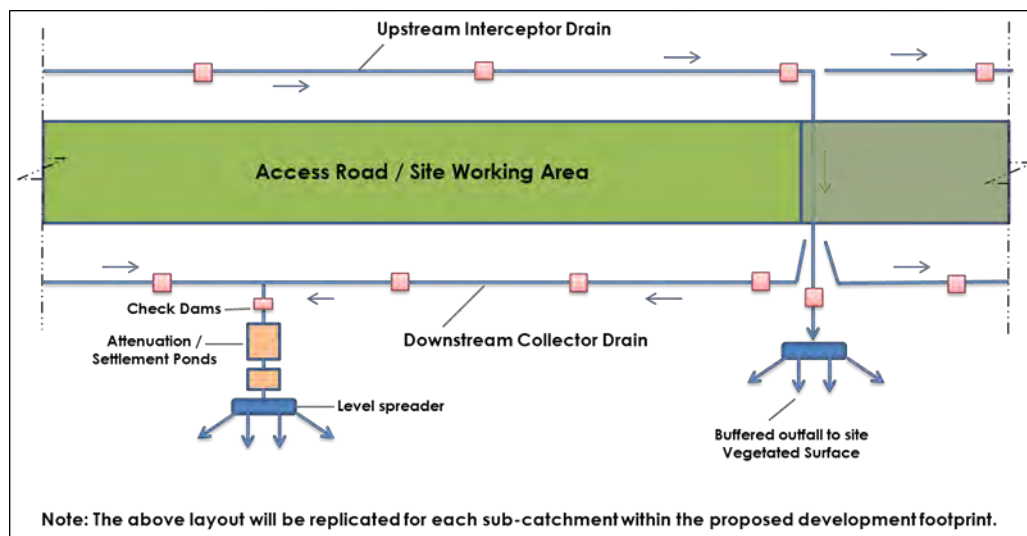 Upstream Interceptor Drain
Access Road / Site Working Area
Check Dams
Attenuation /
Settlement Ponds
Downstream Collector Drain
Level spreader
Buffered outfall to site
Vegetated Surface
Note: The above layout will be replicated for each sub-catchment within the proposed development footprint.